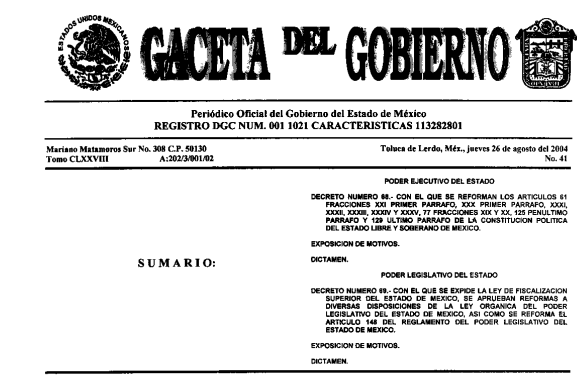 ESTADOS UNIDOS MEXICANOS
GACETA DEL GOBIERNO
Periódico Oficial del Gobierno del Estado de México
REGISTRO DGC NUM. 001 1021 CARACTERISTICAS 113282801
Mariano Matamoros Sur No. 308 C.P. 50130
Tomo CLXXVIII A:202/3/001/02
Toluca de Lerdo, Méx., jueves 26 de agosto del 2004
No. 41
SUMARIO:
PODER EJECUTIVO DEL ESTADO
DECRETO NUMERO 68.- CON EL QUE SE REFORMAN LOS ARTICULOS 61
FRACCIONES XXI PRIMER PARRAFO, XXX PRIMER PARRAFO, XXXI,
XXXII, XXXIII, XXXIV Y XXXV, 77 FRACCIONES XIX Y XX, 125 PENULTIMO
PARRAFO Y 129 ULTIMO PARRAFO DE LA CONSTITUCION POLITICA
DEL ESTADO LIBRE Y SOBERANO DE MEXICO.
EXPOSICION DE MOTIVOS.
DICTAMEN.
PODER LEGISLATIVO DEL ESTADO
DECRETO NUMERO 69.- CON EL QUE SE EXPIDE LA LEY DE FISCALIZACION
SUPERIOR DEL ESTADO DE MEXICO, SE APRUEBAN REFORMAS A
DIVERSAS DISPOSICIONES DE LA LEY ORGANICA DEL PODER
LEGISLATIVO DEL ESTADO DE MEXICO, ASI COMO SE REFORMA EL
ARTICULO 148 DEL REGLAMENTO DEL PODER LEGISLATIVO DEL
ESTADO DE MEXICO.
EXPOSICION DE MOTIVOS.
DICTAMEN.